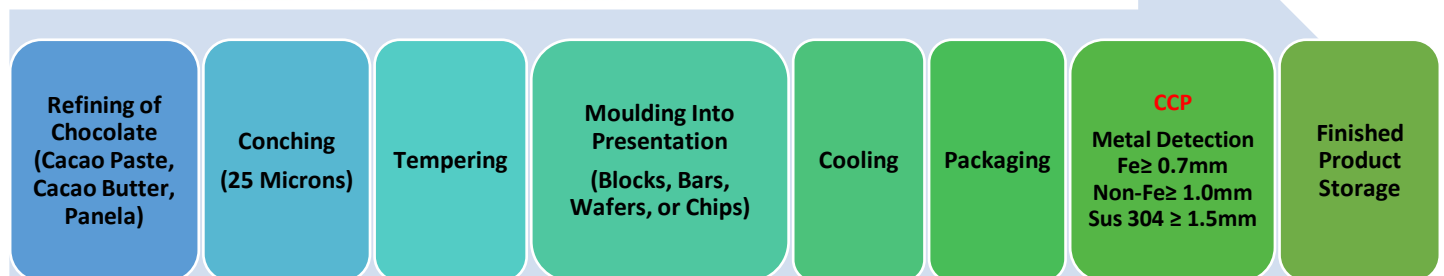 Refining of
Chocolate
(Cacao Paste,
Cacao Butter,
Panela)
Conching
(25 Microns)
Tempering
Moulding Into
Presentation
(Blocks, Bars,
Wafers, or Chips)
Cooling
Packaging
CCP
Metal Detection
Fe≥ 0.7mm
Non-Fe≥ 1.0mm
Sus 304 ≥ 1.5mm
Finished
Product
Storage